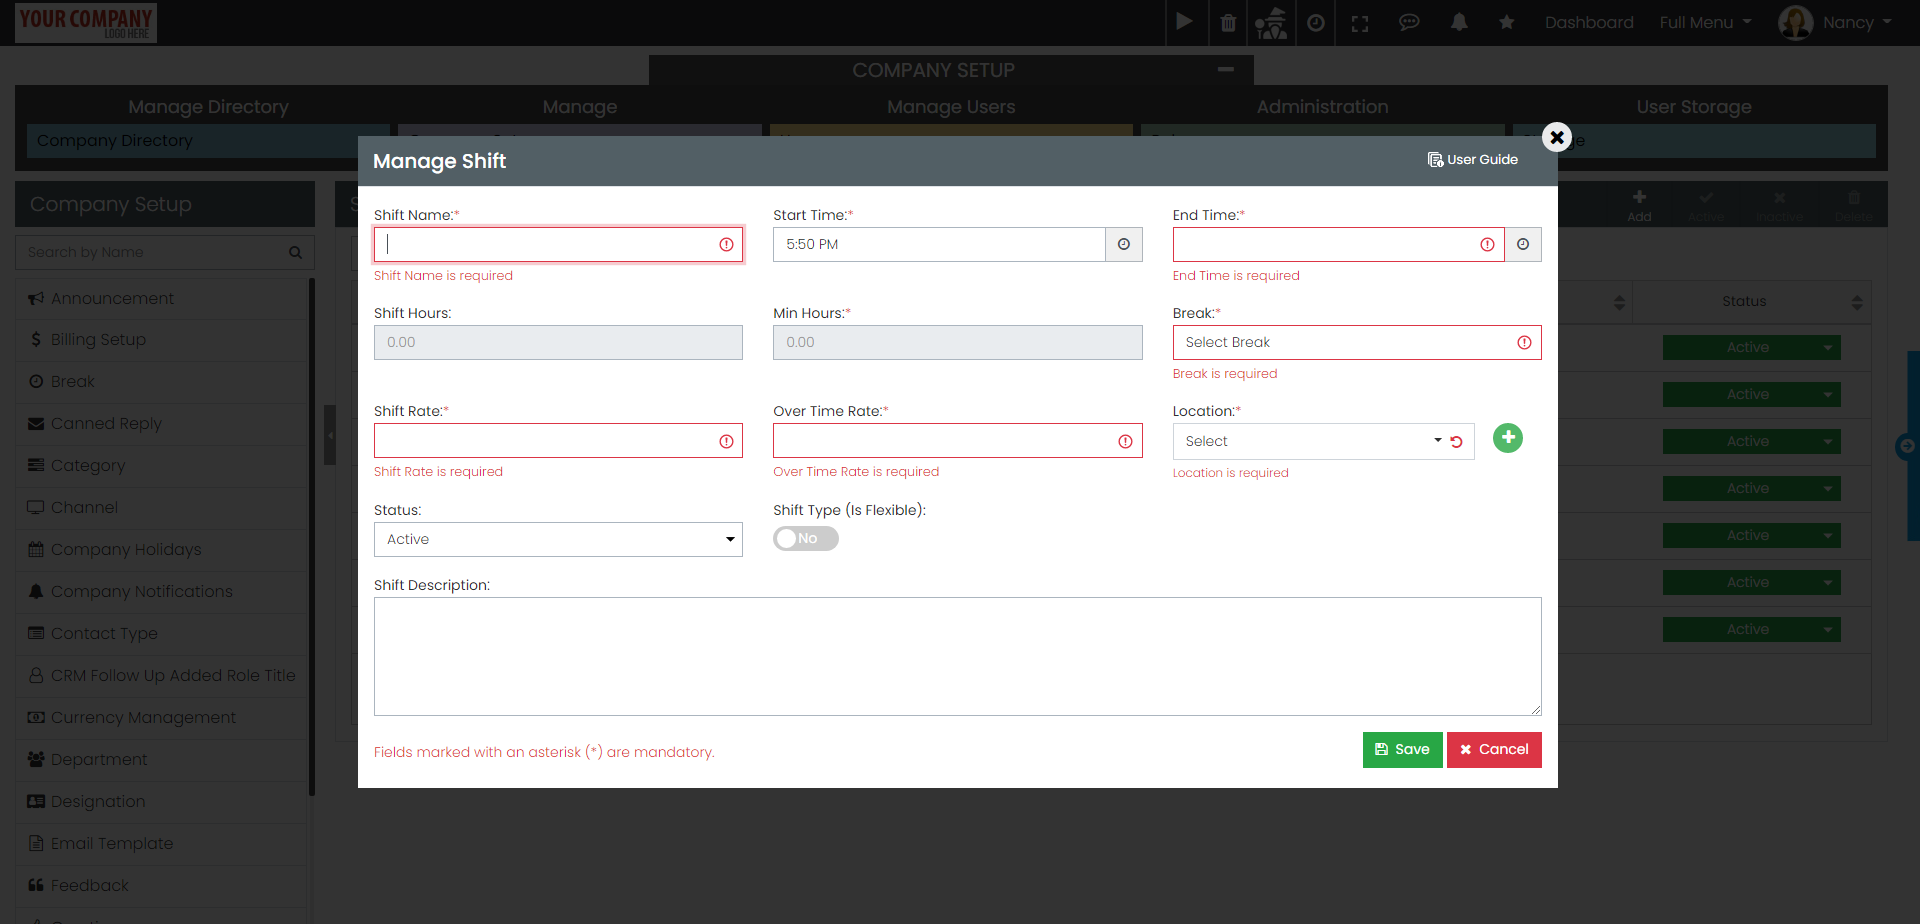 YOUR COMPANY
LOGO HERE
Dashboard
Full Menu
Nancy
COMPANY SETUP
Manage Directory
Manage
Manage Users
Administration
User Storage
Company Directory
Manage Shift
User Guide
Company Setup
Add
Active
Inactive
Delete
Search by Name
Announcement
Billing Setup
Break
Canned Reply
Category
Channel
Company Holidays
Company Notifications
Contact Type
CRM Follow Up Added Role Title
Currency Management
Department
Designation
Email Template
Feedback
Shift Name:*
Shift Name is required
Start Time:*
5:50 PM
End Time:*
End Time is required
Shift Hours:
0.00
Min Hours:*
0.00
Break:*
Select Break
Break is required
Shift Rate:*
Shift Rate is required
Over Time Rate:*
Over Time Rate is required
Location:*
Select
Location is required
Status:
Active
Shift Type (Is Flexible):
No
Shift Description:
Fields marked with an asterisk (*) are mandatory.
Save
Cancel
Status
Active
Active
Active
Active
Active
Active
Active